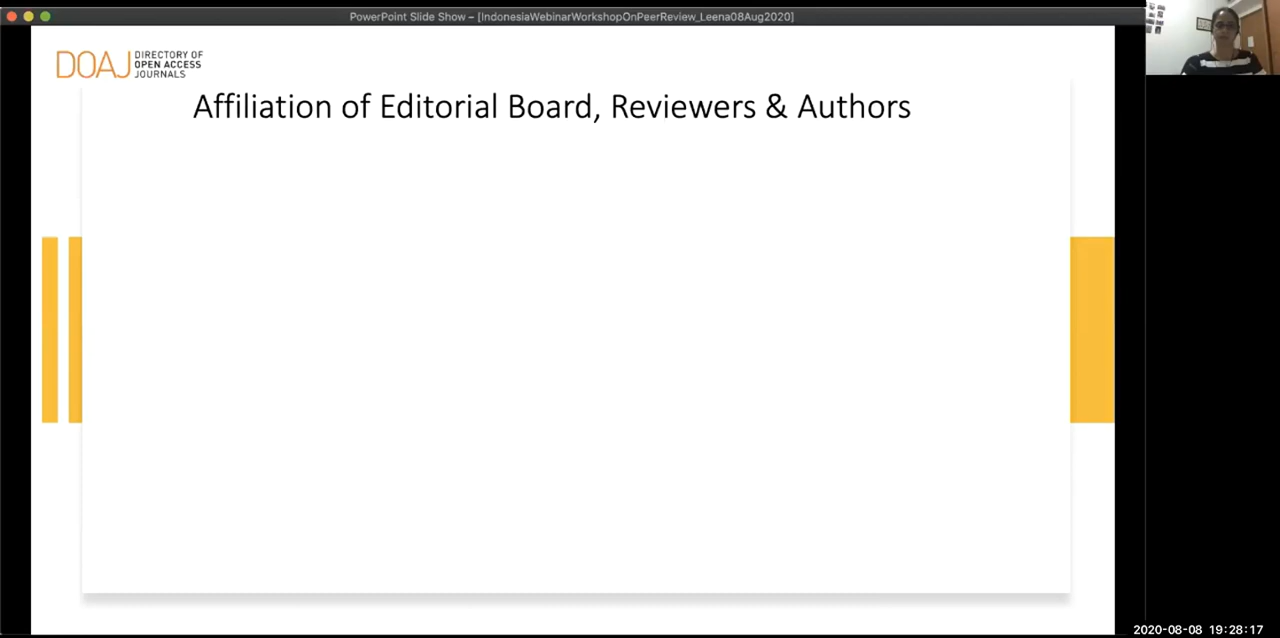 PowerPoint Slide Show – [IndonesiaWebinarWorkshopOnPeerReview_Leena08Aug2020]
DOAJ
DIRECTORY OF
OPEN ACCESS
JOURNALS
Affiliation of Editorial Board, Reviewers & Authors
2020-08-08 19:28:17